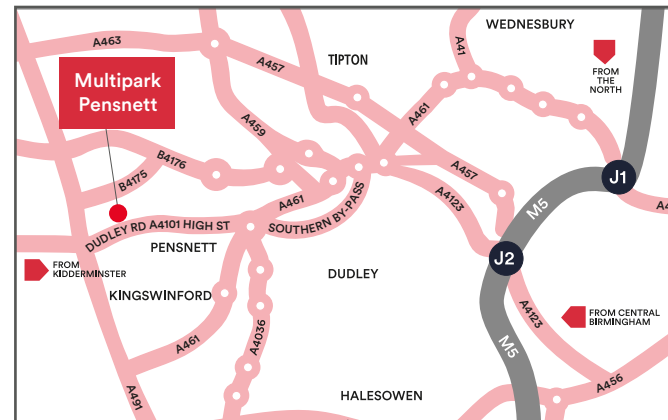 WEDNESBURY
A463
A41
TIPTON
A457
FROM
THE
NORTH
Multipark
Pensnett
A461
A459
B4176
A457
J1
B4175
A461
A4123
M5
A4
DUDLEY RD A4101 HIGH ST
SOUTHERN BY-PASS
PENSNETT
J2
FROM
KIDDERMINSTER
DUDLEY
KINGSWINFORD
A4123
FROM CENTRAL
BIRMINGHAM
A461
A4036
M5
A491
A456
HALESOWEN